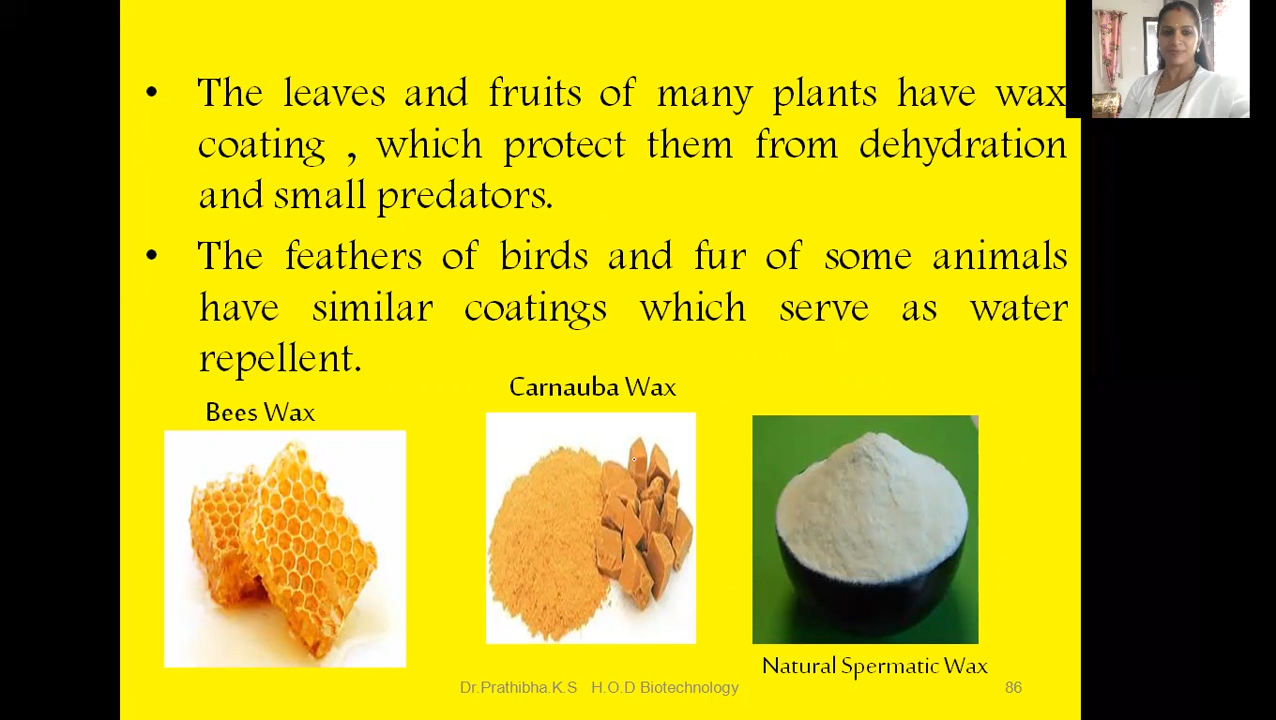 • The leaves and fruits of many plants have wax
coating , which protect them from dehydration
and small predators.
• The feathers of birds and fur of some animals
have similar coatings which serve as water
repellent.
Bees Wax
Carnauba Wax
Natural Spermatic Wax
Dr.Prathibha.K.S H.O.D Biotechnology
86